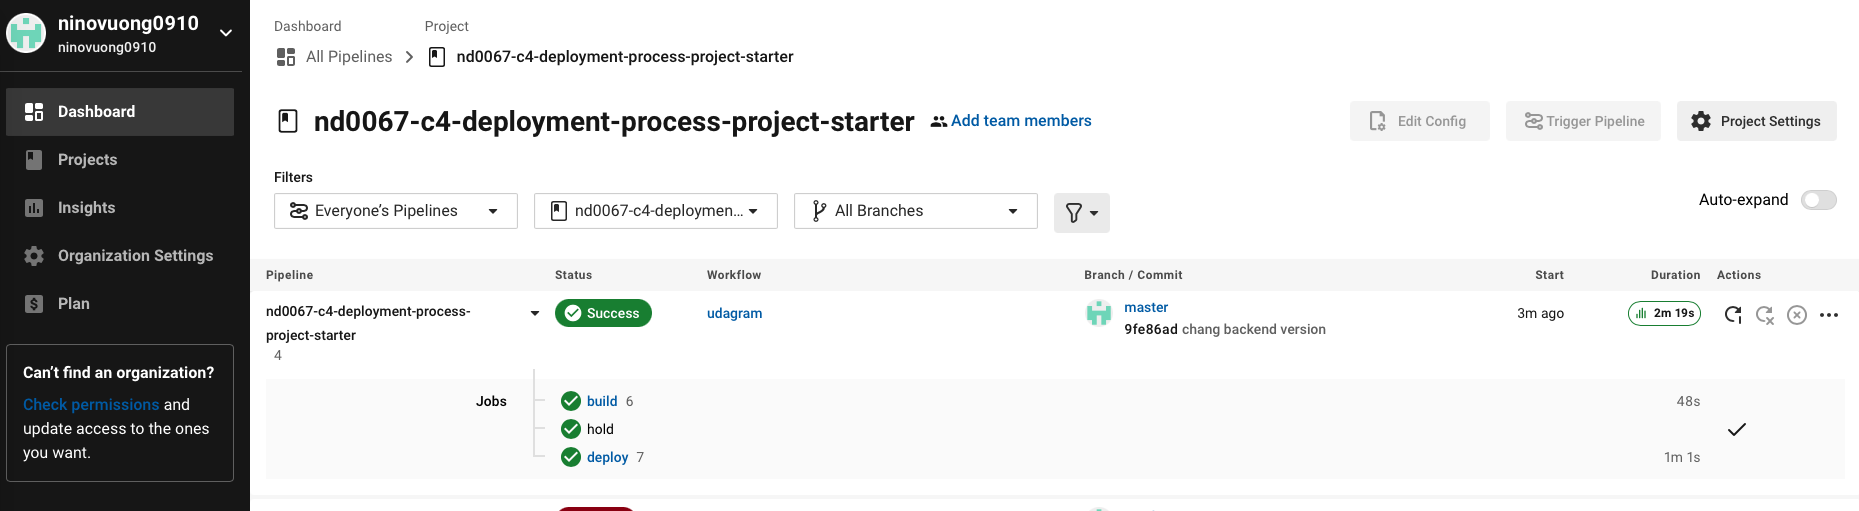 ninovuong0910
ninovuong0910
Dashboard
Projects
Insights
Organization Settings
Plan
Can't find an organization?
Check permissions and
update access to the ones
you want.
Dashboard Project
All Pipelines nd0067-c4-deployment-process-project-starter
nd0067-c4-deployment-process-project-starter Add team members
Edit Config Trigger Pipeline Project Settings
Filters
Everyone's Pipelines nd0067-c4-deploymen... All Branches
Auto-expand
Pipeline Status Workflow Branch / Commit Start Duration Actions
nd0067-c4-deployment-process-
project-starter
4
Success udagram master
9fe86ad chang backend version
3m ago 2m 19s
Jobs build 6 48s
hold
deploy 7 1m 1s